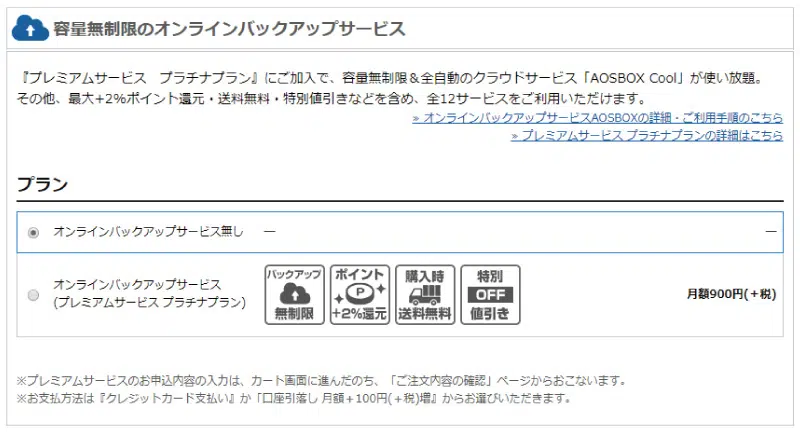 容量無制限のオンラインバックアップサービス
『プレミアムサービス　プラチナプラン』にご加入で、容量無制限＆全自動のクラウドサービス「AOSBOX Cool」が使い放題。
その他、最大+2%ポイント還元・送料無料・特別値引きなどを含め、全12サービスをご利用いただけます。
» オンラインバックアップサービスAOSBOXの詳細・ご利用手順のこちら
» プレミアムサービス プラチナプランの詳細はこちら
プラン
オンラインバックアップサービス無し　―　―
オンラインバックアップサービス
(プレミアムサービス プラチナプラン)
バックアップ
無制限
ポイント
P
+2%還元
購入時
送料無料
特別
OFF
値引き
月額900円(＋税)
※プレミアムサービスのお申込内容の入力は、カート画面に進んだのち、「ご注文内容の確認」ページからおこないます。
※お支払方法は『クレジットカード支払い』か「口座引落し 月額＋100円(＋税)増』からお選びいただきます。